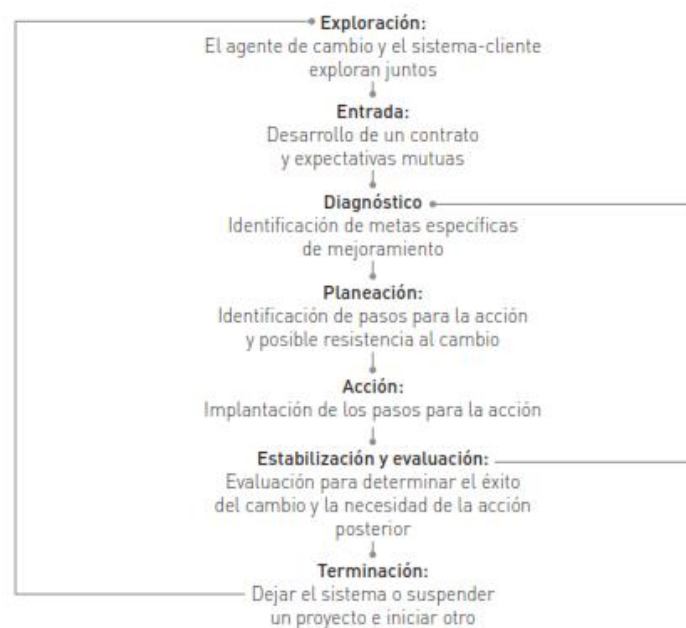 Exploración:
El agente de cambio y el sistema-cliente
exploran juntos
Entrada:
Desarrollo de un contrato
y expectativas mutuas
Diagnóstico
Identificación de metas específicas
de mejoramiento
Planeación:
Identificación de pasos para la acción
y posible resistencia al cambio
Acción:
Implantación de los pasos para la acción
Estabilización y evaluación:
Evaluación para determinar el éxito
del cambio y la necesidad de la acción
posterior
Terminación:
Dejar el sistema o suspender
un proyecto e iniciar otro